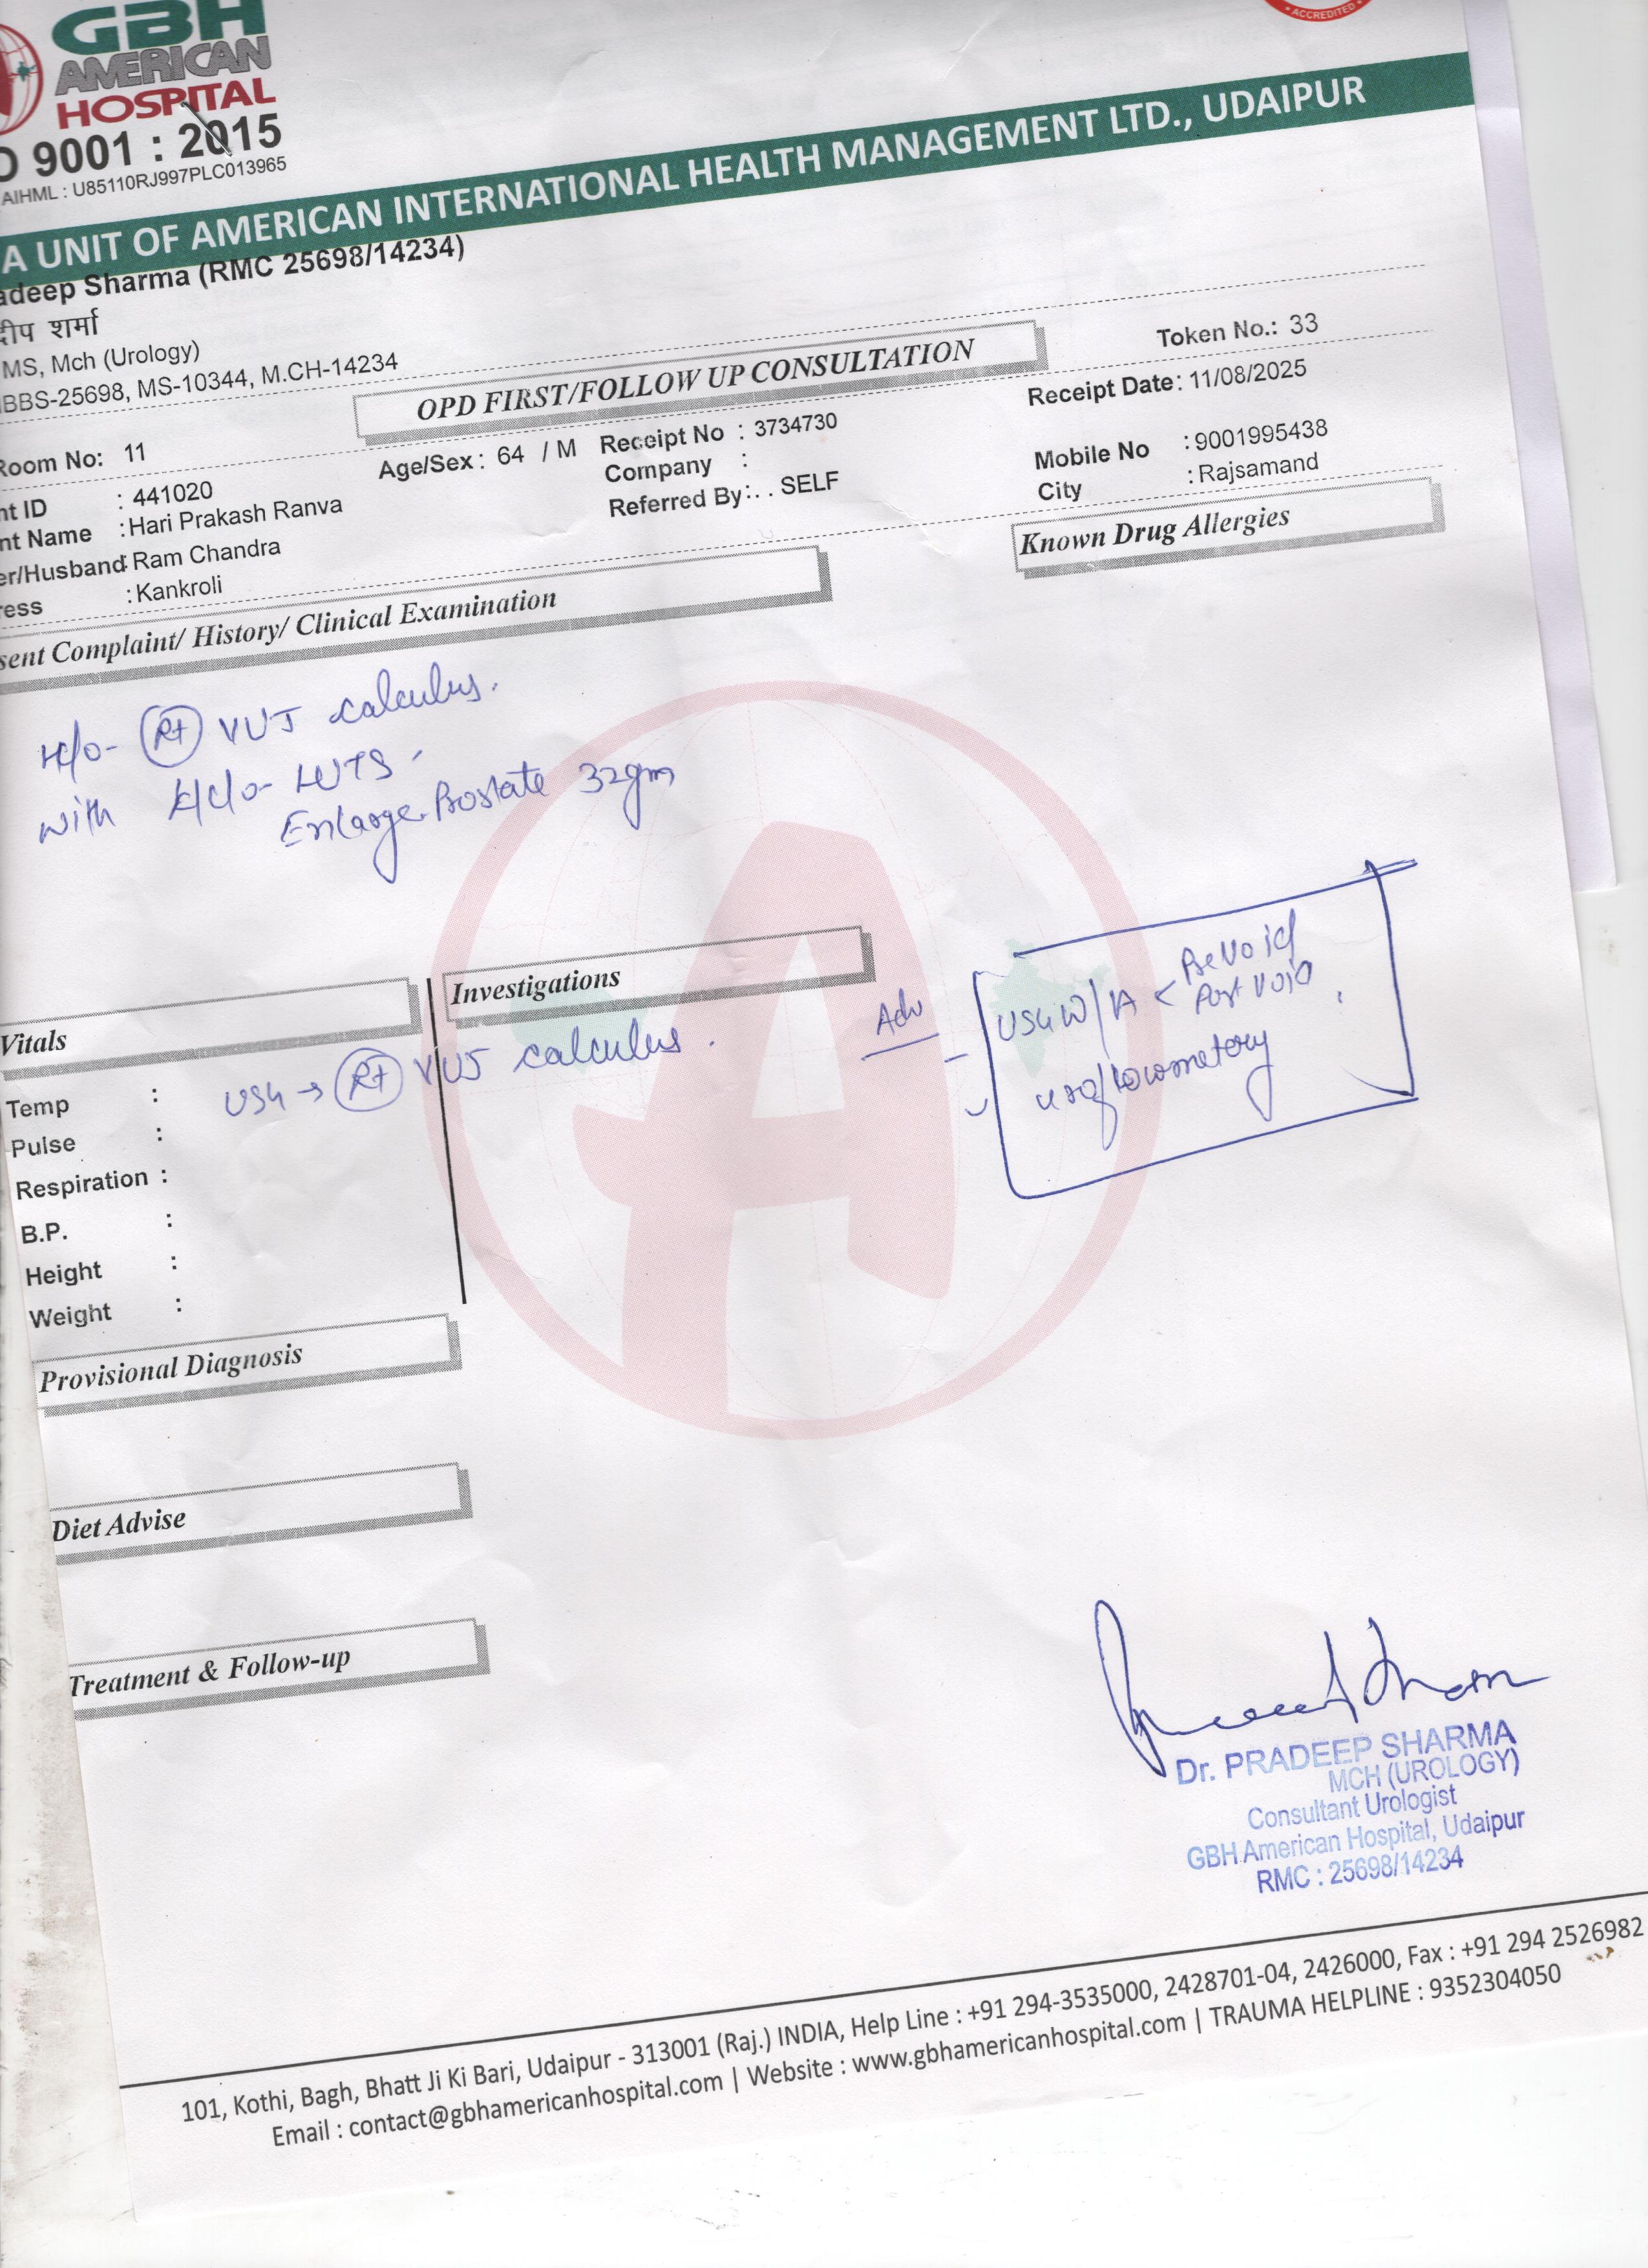 GBH
AMERICAN
HOSPITAL
ACCREDITED
9001 : 2015
AIHML : U85110RJ997PLC013965
A UNIT OF AMERICAN INTERNATIONAL HEALTH MANAGEMENT LTD., UDAIPUR
adeep Sharma (RMC 25698/14234)
दीप शर्मा
MS, Mch (Urology)
BBS-25698, MS-10344, M.CH-14234
OPD FIRST/FOLLOW UP CONSULTATION
Token No.: 33
Room No: 11
Age/Sex : 64 / M
Receipt No : 3734730
Receipt Date : 11/08/2025
nt ID : 441020
Company :
Mobile No : 9001995438
nt Name : Hari Prakash Ranva
Referred By : . . SELF
City : Rajsamand
er/Husband : Ram Chandra
ress : Kankroli
Known Drug Allergies
sent Complaint/ History/ Clinical Examination
H/o- Rt VUJ calculus.
with K/C/o- LUTS -
Enlarge Prostate 32gm
Vitals
Investigations
USG → Rt VUJ calculus.
Adv
USG W/A < PreVoid
Post Void
uroflowmetory
Temp :
Pulse :
Respiration :
B.P. :
Height :
Weight :
Provisional Diagnosis
Diet Advise
Treatment & Follow-up
Dr. PRADEEP SHARMA
MCH (UROLOGY)
Consultant Urologist
GBH American Hospital, Udaipur
RMC : 25698/14234
101, Kothi, Bagh, Bhatt Ji Ki Bari, Udaipur - 313001 (Raj.) INDIA, Help Line : +91 294-3535000, 2428701-04, 2426000, Fax : +91 294 2526982
Email : contact@gbhamericanhospital.com | Website : www.gbhamericanhospital.com | TRAUMA HELPLINE : 9352304050